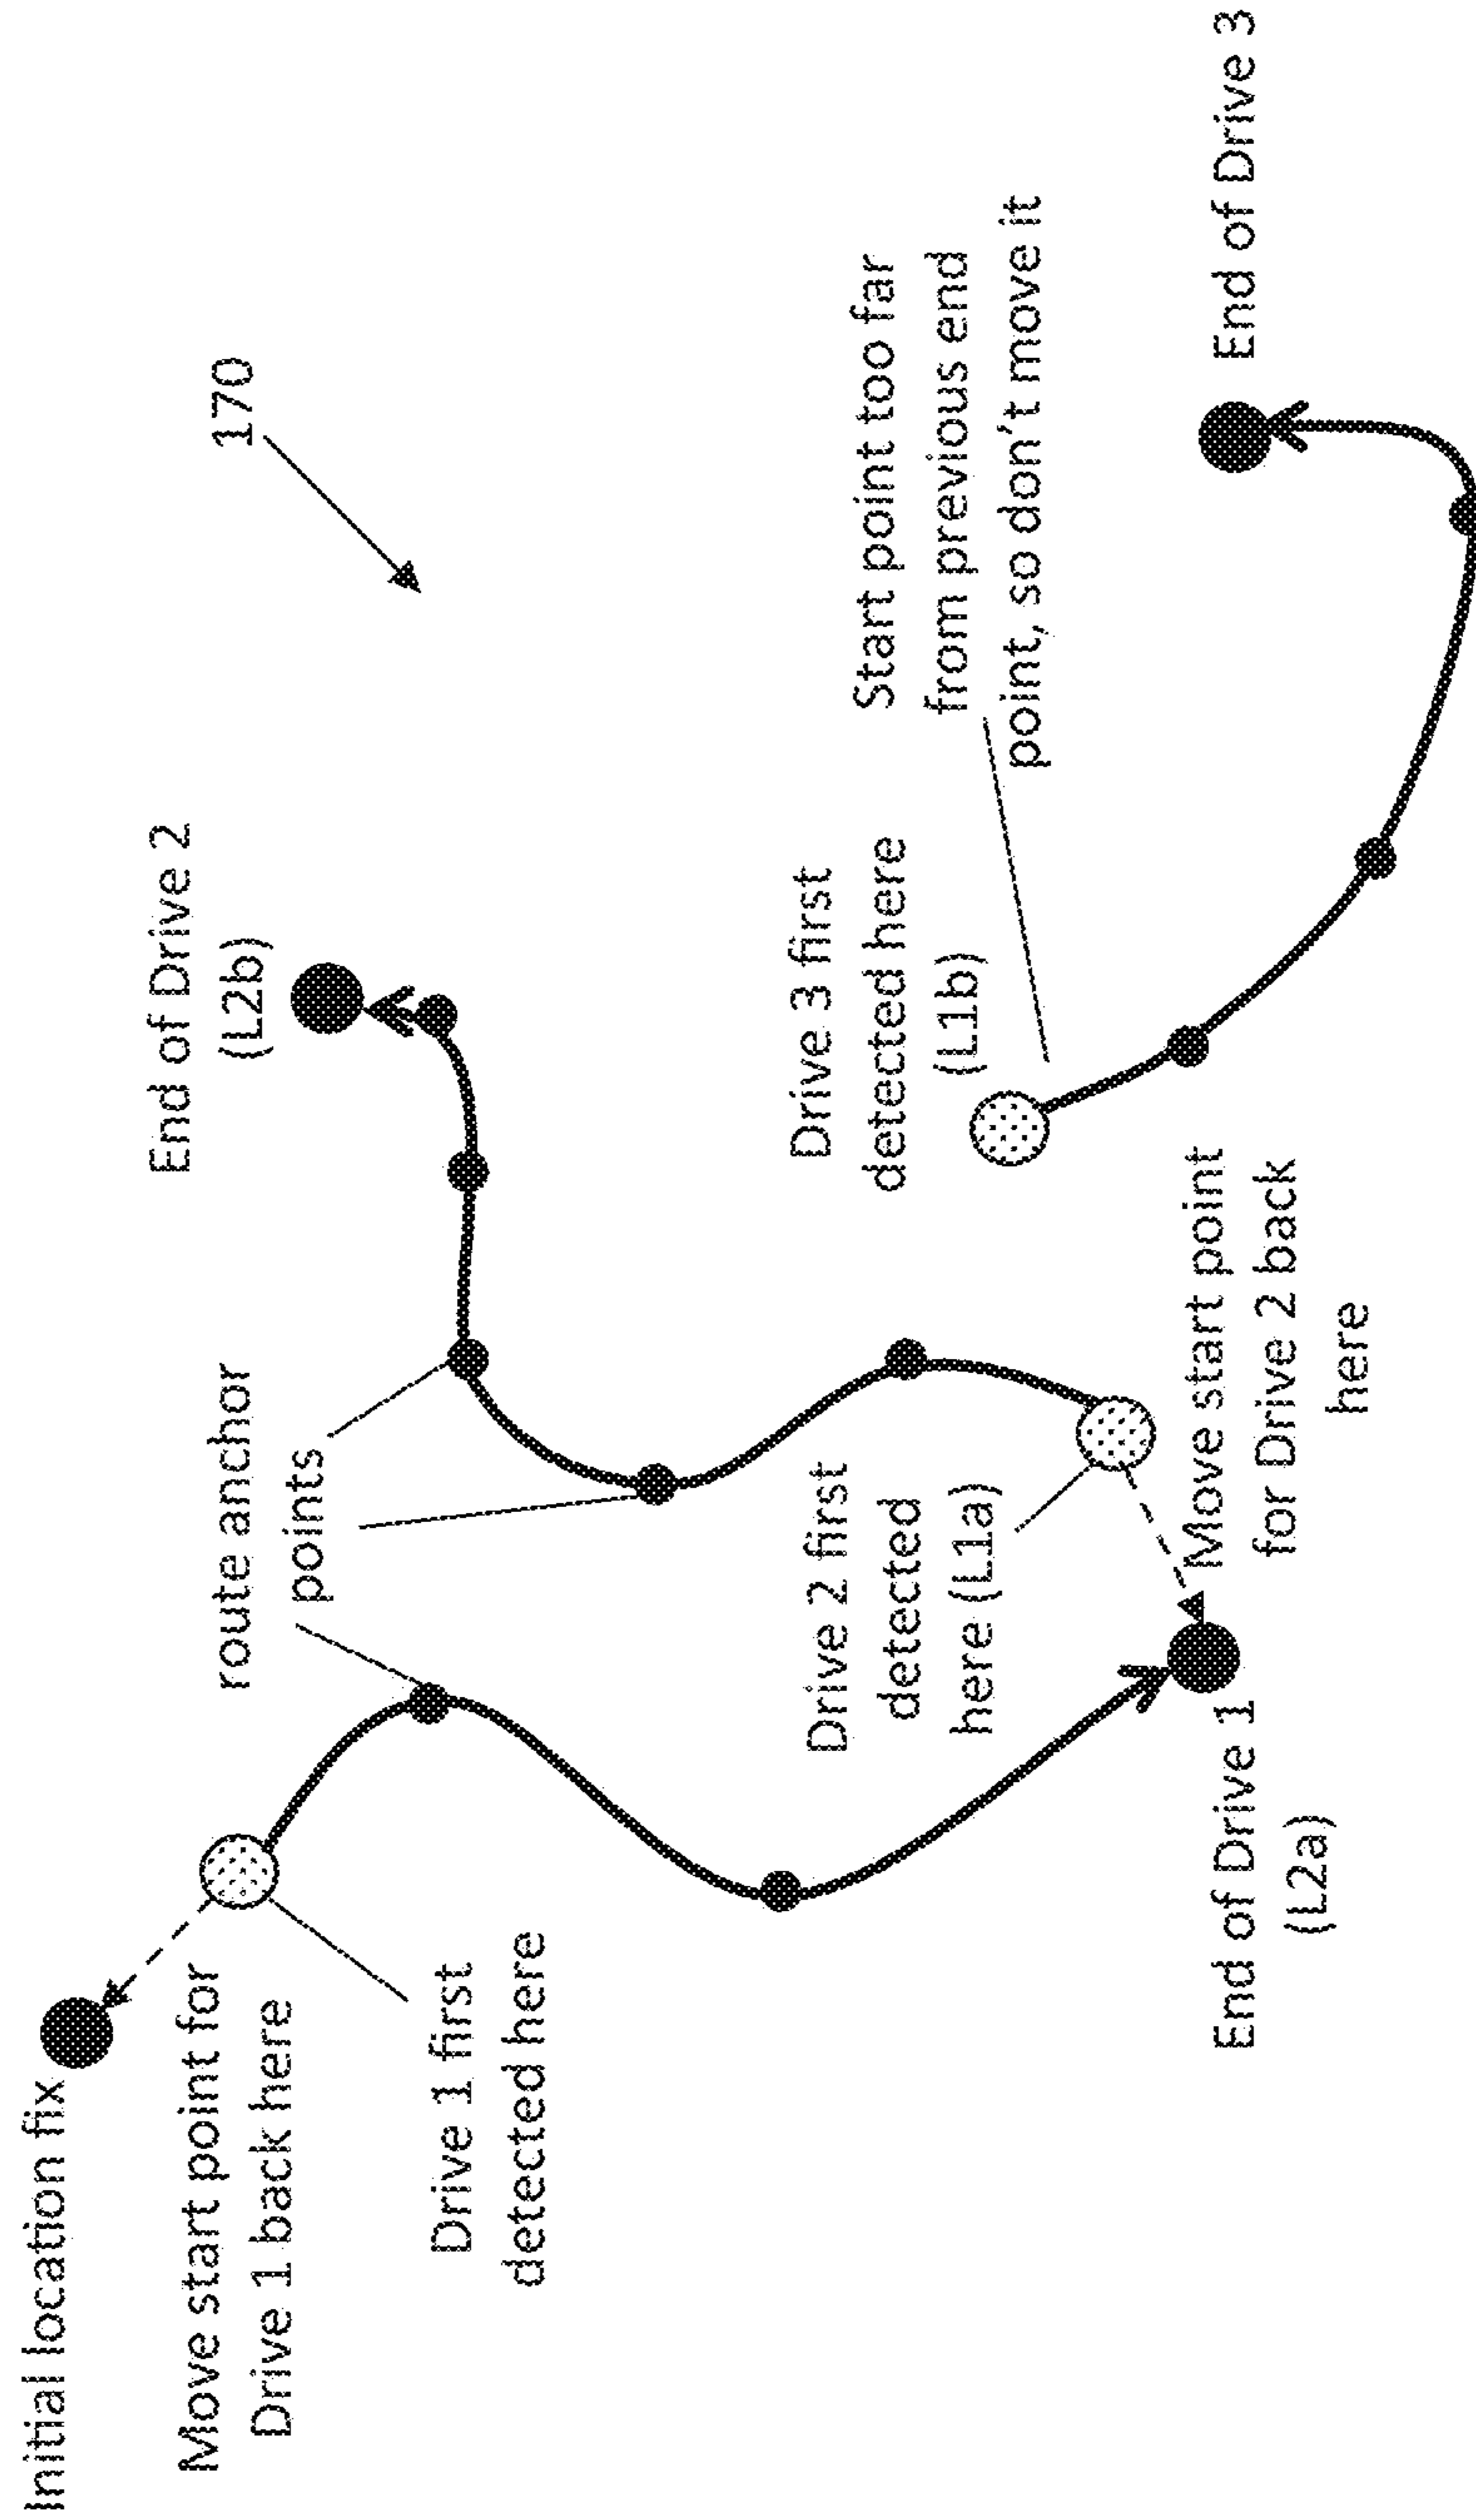 Initial location fix
Move start point for
Drive 1 back here
Drive 1 first
detected here
End of Drive 1
(L2a)
route anchor
points
Drive 2 first
detected
here (L1a)
Move start point
for Drive 2 back
here
End of Drive 2
(L2b)
Drive 3 first
detected here
(L1b)
170
Start point too far
from previous end
point, so don't move it
End of Drive 3